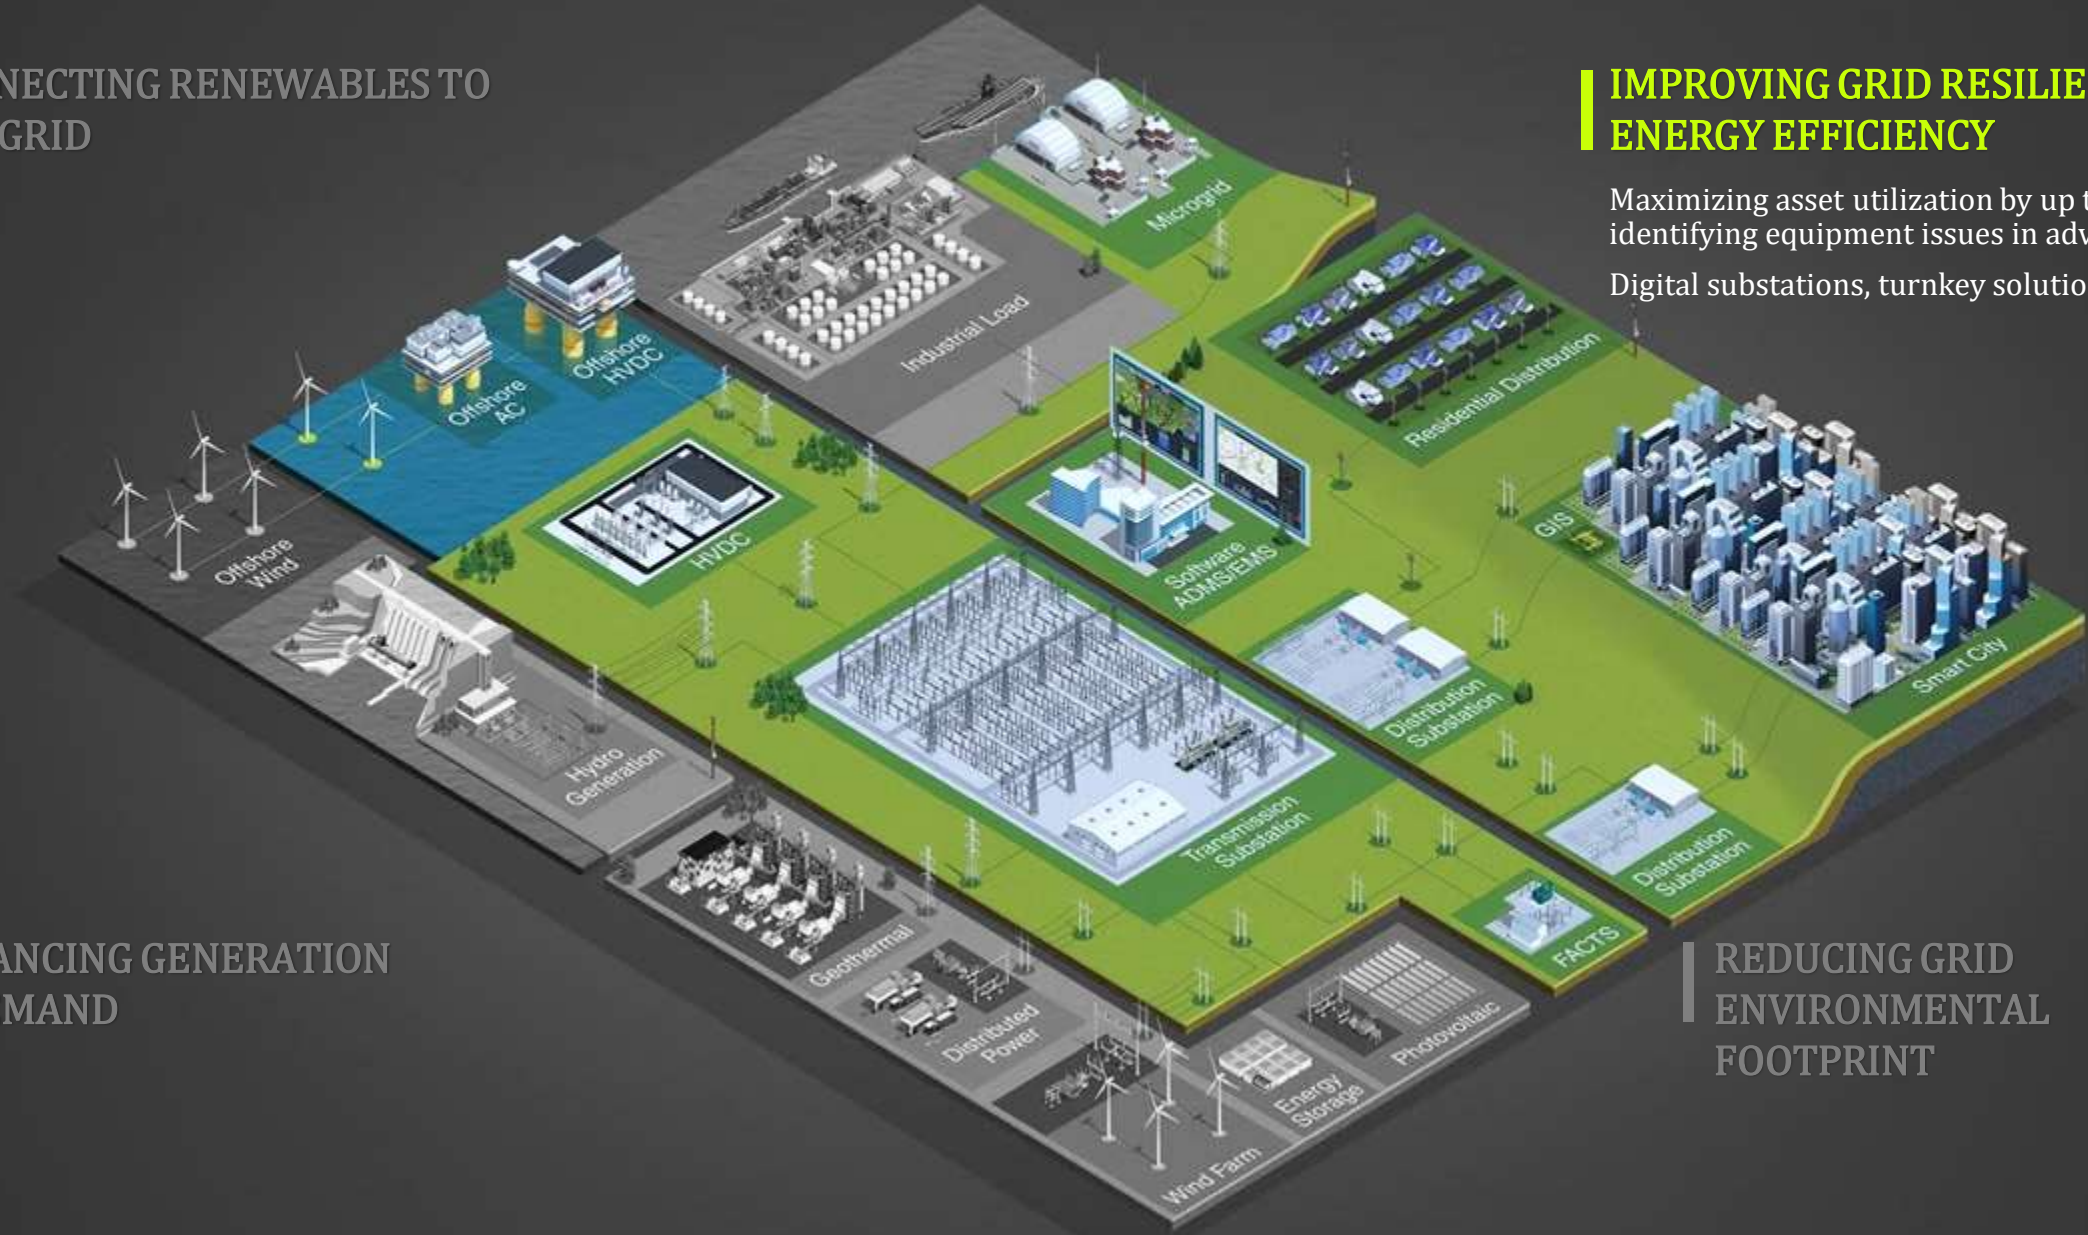 NECTING RENEWABLES TO
GRID
IMPROVING GRID RESILIE
ENERGY EFFICIENCY
Maximizing asset utilization by up t
identifying equipment issues in adv
Digital substations, turnkey solutio
Microgrid
Industrial Load
Residential Distribution
Offshore
HVDC
Offshore
AC
Offshore
Wind
HVDC
Software
ADMS/EMS
GIS
Smart City
Hydro
Generation
Distribution
Substation
Transmission
Substation
Distribution
Substation
FACTS
Geothermal
Distributed
Power
Photovoltaic
Energy
Storage
Wind Farm
ANCING GENERATION
MAND
REDUCING GRID
ENVIRONMENTAL
FOOTPRINT